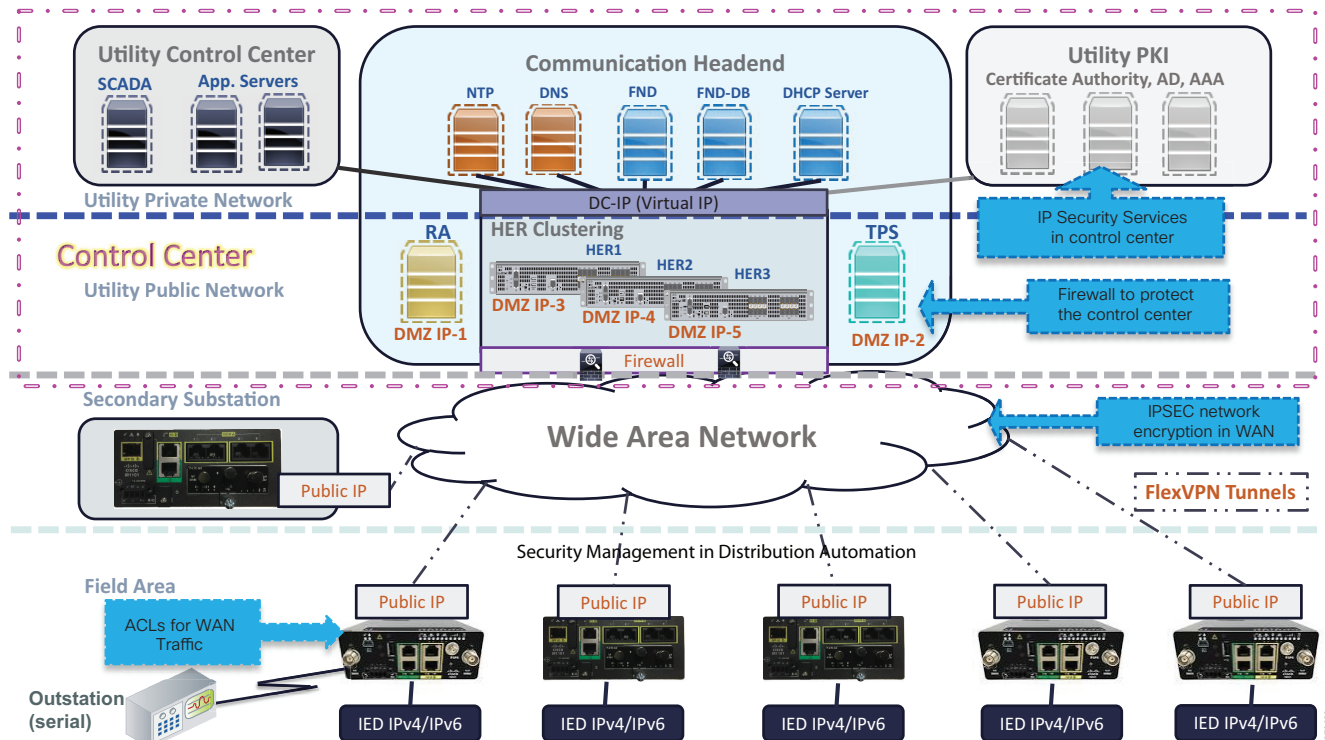 Utility Control Center
SCADA
App. Servers
Communication Headend
NTP
DNS
FND
FND-DB
DHCP Server
Utility PKI
Certificate Authority, AD, AAA
Utility Private Network
DC-IP (Virtual IP)
IP Security Services
in control center
Control Center
Utility Public Network
RA
HER Clustering
HER1
HER2
HER3
TPS
DMZ IP-1
DMZ IP-3
DMZ IP-4
DMZ IP-5
DMZ IP-2
Firewall to protect
the control center
Firewall
Secondary Substation
Public IP
Wide Area Network
IPSEC network
encryption in WAN
FlexVPN Tunnels
Security Management in Distribution Automation
Field Area
ACLs for WAN
Traffic
Public IP
Public IP
Public IP
Public IP
Public IP
Outstation
(serial)
IED IPv4/IPv6
IED IPv4/IPv6
IED IPv4/IPv6
IED IPv4/IPv6
IED IPv4/IPv6